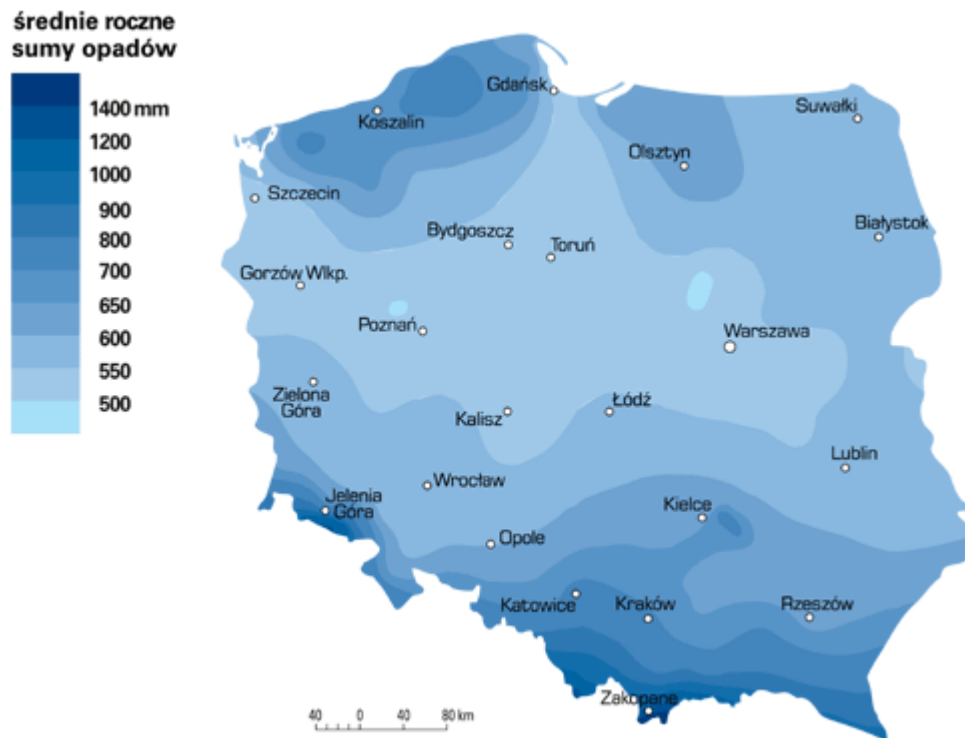 średnie roczne
sumy opadów
1400 mm
1200
1000
900
800
700
650
600
550
500
Gdańsk
Koszalin
Suwałki
Olsztyn
Szczecin
Białystok
Bydgoszcz
Toruń
Gorzów Wlkp.
Poznań
Warszawa
Zielona
Góra
Kalisz
Łódź
Lublin
Wrocław
Jelenia
Góra
Kielce
Opole
Katowice
Kraków
Rzeszów
Zakopane
40 0 40 80 km